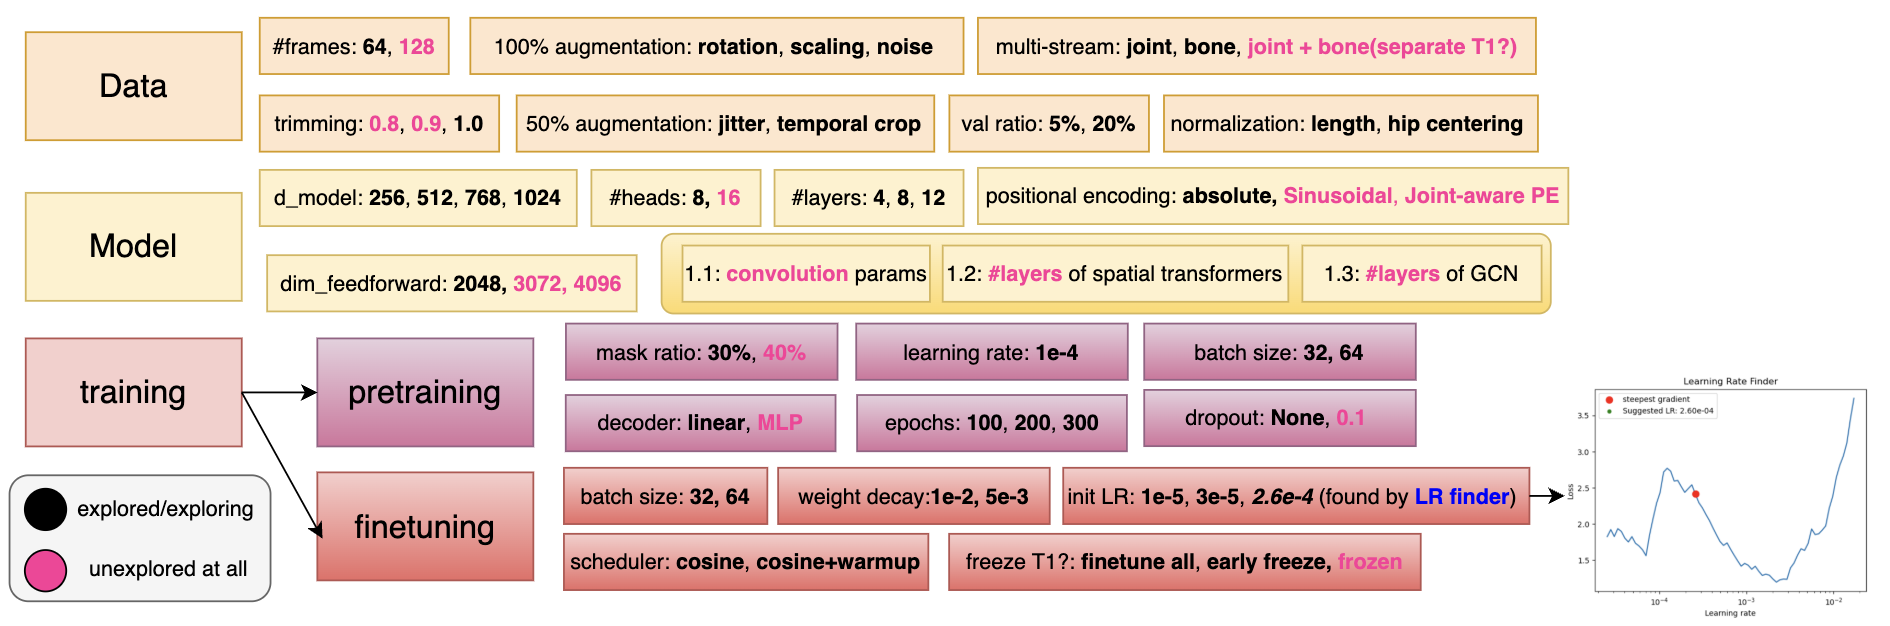 Data
#frames: 64, 128
100% augmentation: rotation, scaling, noise
multi-stream: joint, bone, joint + bone(separate T1?)
trimming: 0.8, 0.9, 1.0
50% augmentation: jitter, temporal crop
val ratio: 5%, 20%
normalization: length, hip centering
Model
d_model: 256, 512, 768, 1024
#heads: 8, 16
#layers: 4, 8, 12
positional encoding: absolute, Sinusoidal, Joint-aware PE
dim_feedforward: 2048, 3072, 4096
1.1: convolution params
1.2: #layers of spatial transformers
1.3: #layers of GCN
training
pretraining
mask ratio: 30%, 40%
learning rate: 1e-4
batch size: 32, 64
decoder: linear, MLP
epochs: 100, 200, 300
dropout: None, 0.1
finetuning
batch size: 32, 64
weight decay:1e-2, 5e-3
init LR: 1e-5, 3e-5, 2.6e-4 (found by LR finder)
scheduler: cosine, cosine+warmup
freeze T1?: finetune all, early freeze, frozen
explored/exploring
unexplored at all
Learning Rate Finder
steepest gradient
Suggested LR: 2.60e-04
3.5
3.0
2.5
2.0
1.5
Loss
10⁻⁴
10⁻³
10⁻²
Learning rate